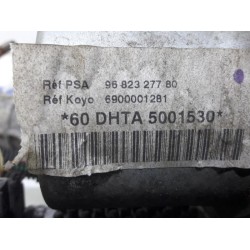 Réf PSA 96 823 277 80
Réf Koyo 6900001281
*60 DHTA 5001530*